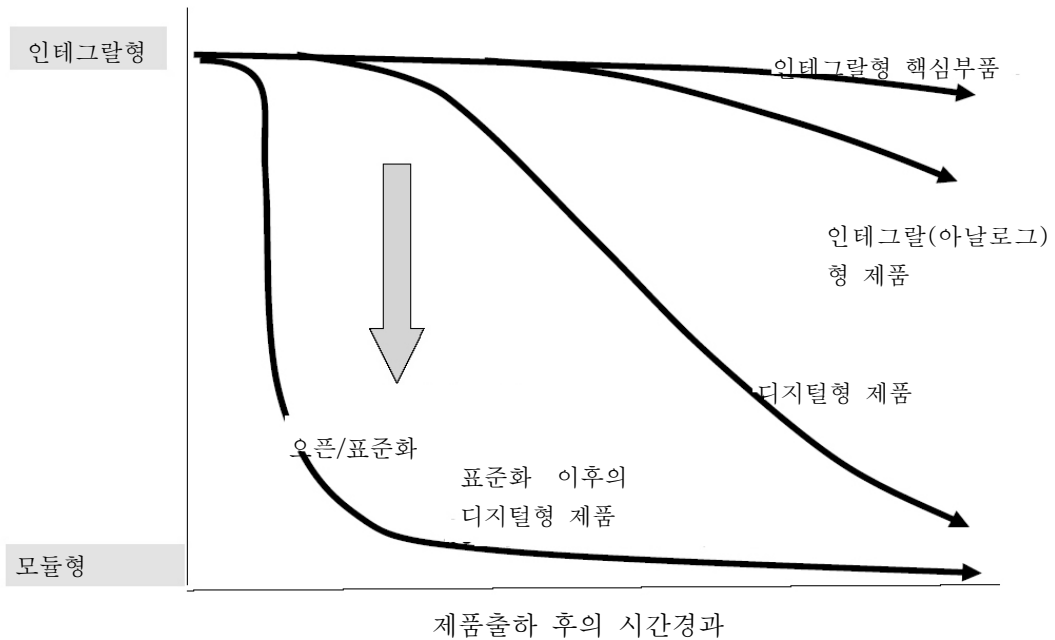 인테그랄형
인테그랄형 핵심부품
인테그랄(아날로그)
형 제품
디지털형 제품
오픈/표준화
표준화 이후의
디지털형 제품
모듈형
제품출하 후의 시간경과